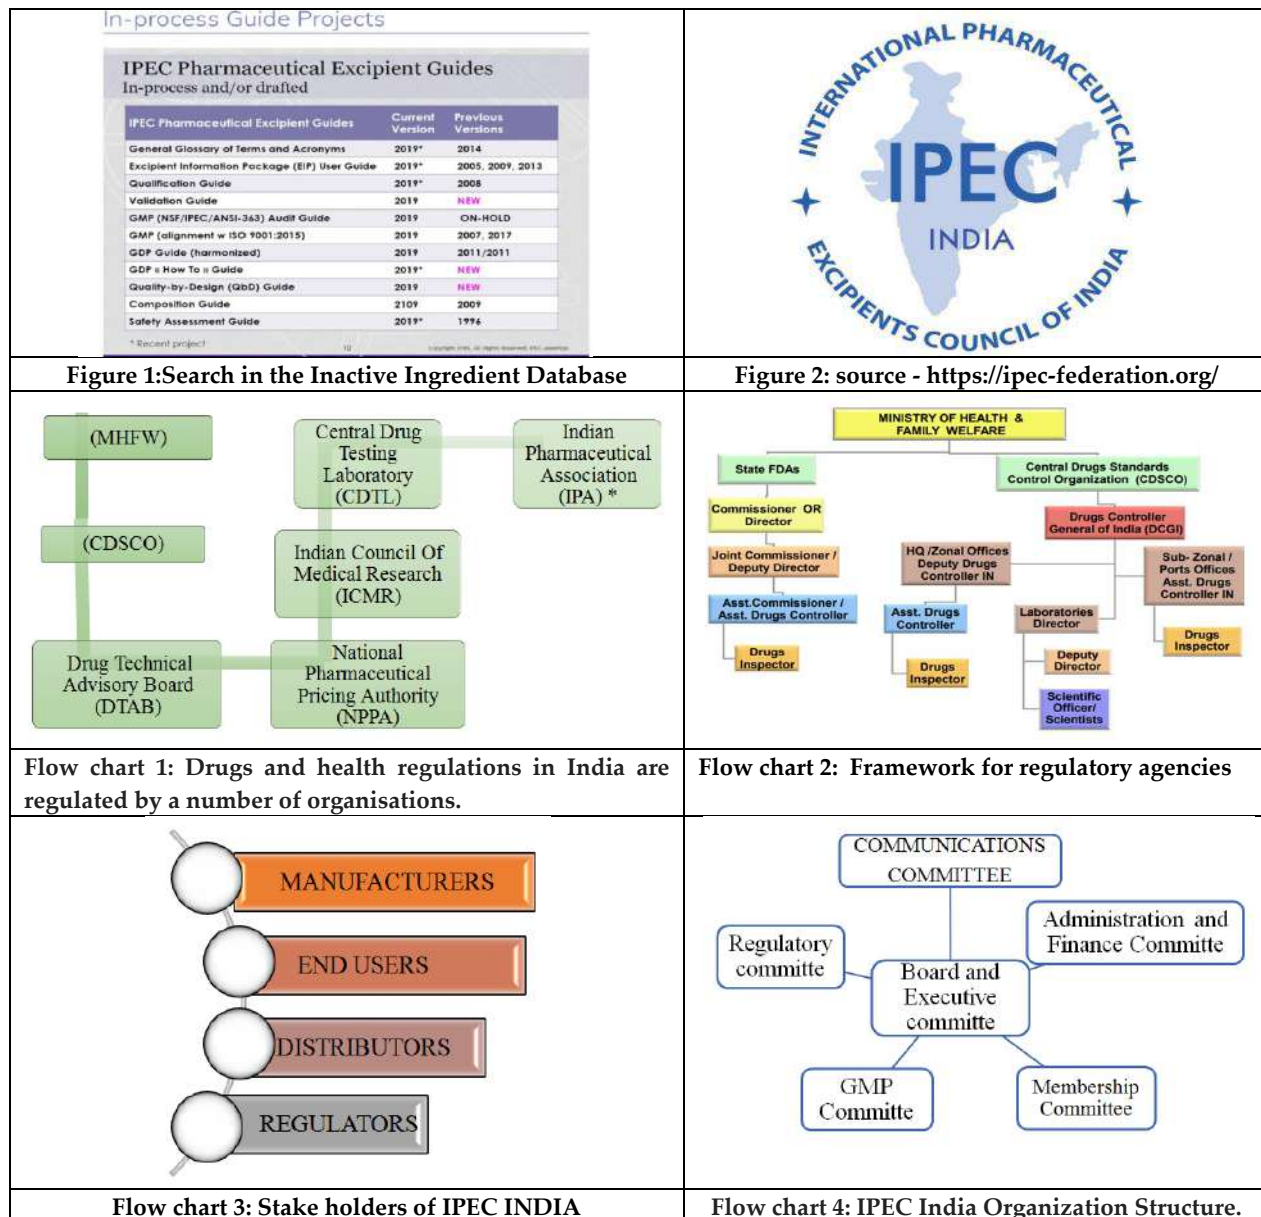 In-process Guide Projects
IPEC Pharmaceutical Excipient Guides
In-process and/or drafted
IPEC Pharmaceutical Excipient Guides Current Version Previous Versions
General Glossary of Terms and Acronyms 2019* 2014
Excipient Information Package (EIP) User Guide 2019* 2005, 2009, 2013
Qualification Guide 2019* 2008
Validation Guide 2019 NEW
GMP (NSF/IPEC/ANSI-363) Audit Guide 2019 ON-HOLD
GMP (alignment w ISO 9001:2015) 2019 2007, 2017
GDP Guide (harmonized) 2019 2011/2011
GDP « How To » Guide 2019* NEW
Quality-by-Design (QbD) Guide 2019 NEW
Composition Guide 2109 2009
Safety Assessment Guide 2019* 1996
* Recent project
10
INTERNATIONAL PHARMACEUTICAL
IPEC
INDIA
EXCIPIENTS COUNCIL OF INDIA
Figure 1:Search in the Inactive Ingredient Database
Figure 2: source - https://ipec-federation.org/
(MHFW)
(CDSCO)
Drug Technical
Advisory Board
(DTAB)
National
Pharmaceutical
Pricing Authority
(NPPA)
Indian Council Of
Medical Research
(ICMR)
Central Drug
Testing
Laboratory
(CDTL)
Indian
Pharmaceutical
Association
(IPA) *
MINISTRY OF HEALTH &
FAMILY WELFARE
State FDAs
Commissioner OR
Director
Joint Commissioner /
Deputy Director
Asst.Commissioner /
Asst. Drugs Controller
Drugs
Inspector
Central Drugs Standards
Control Organization (CDSCO)
Drugs Controller
General of India (DCGI)
HQ /Zonal Offices
Deputy Drugs
Controller IN
Asst. Drugs
Controller
Drugs
Inspector
Laboratories
Director
Deputy
Director
Scientific
Officer/
Scientists
Sub- Zonal /
Ports Offices
Asst. Drugs
Controller IN
Drugs
Inspector
Flow chart 1: Drugs and health regulations in India are
regulated by a number of organisations.
Flow chart 2: Framework for regulatory agencies
MANUFACTURERS
END USERS
DISTRIBUTORS
REGULATORS
COMMUNICATIONS
COMMITTEE
Regulatory
committe
Administration and
Finance Committe
Board and
Executive
committe
GMP
Committe
Membership
Committee
Flow chart 3: Stake holders of IPEC INDIA
Flow chart 4: IPEC India Organization Structure.